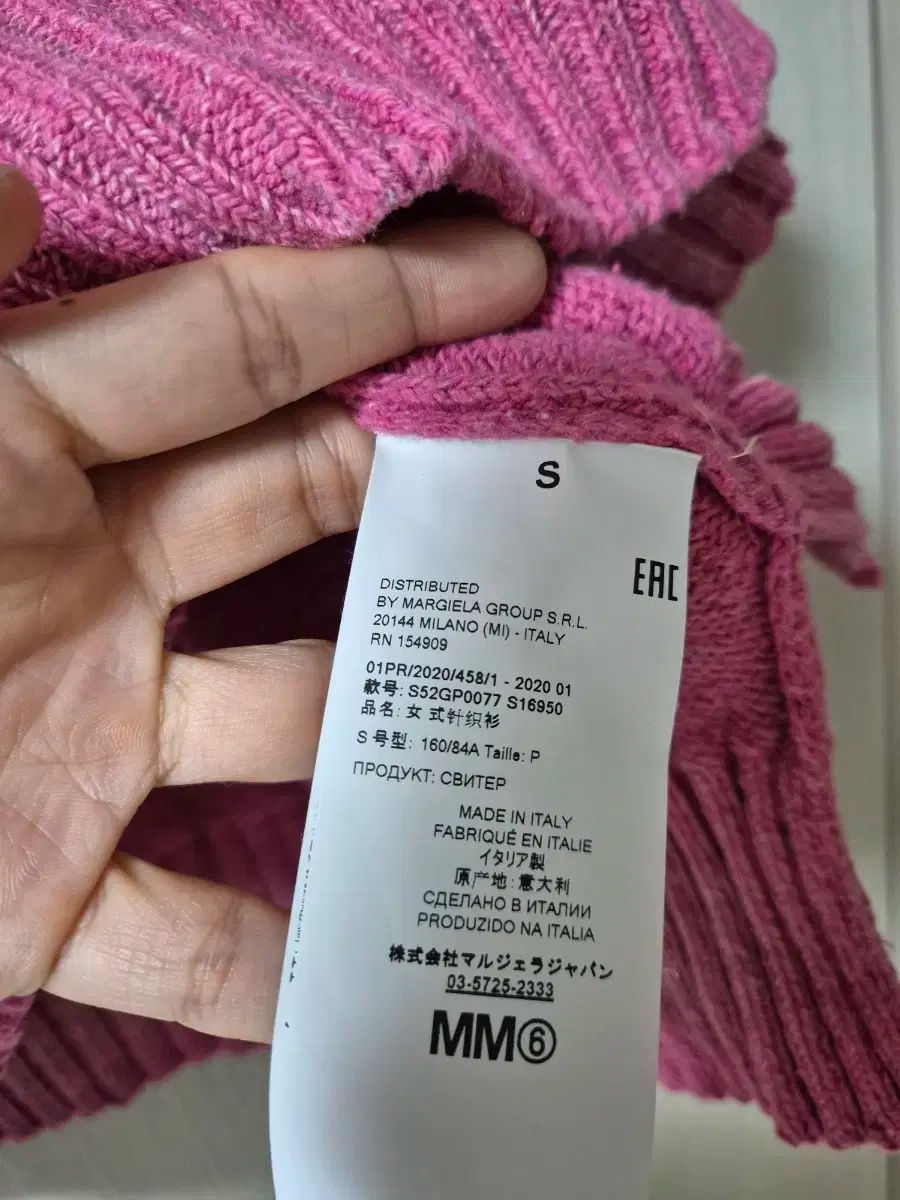 S
EAC
DISTRIBUTED
BY MARGIELA GROUP S.R.L.
20144 MILANO (MI) - ITALY
RN 154909
01PR/2020/458/1 - 2020 01
款号: S52GP0077 S16950
品名: 女 式针织衫
S 号型: 160/84A Taille: P
ПРОДУКТ: СВИТЕР
MADE IN ITALY
FABRIQUÉ EN ITALIE
イタリア製
原产地: 意大利
СДЕЛАНО В ИТАЛИИ
PRODUZIDO NA ITALIA
株式会社マルジェラジャパン
03-5725-2333
MM⑥